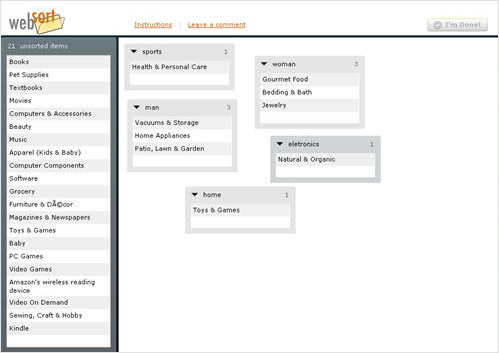 websort
Instructions | Leave a comment
I'm Done!
21 unsorted items
Books
Pet Supplies
Textbooks
Movies
Computers & Accessories
Beauty
Music
Apparel (Kids & Baby)
Computer Components
Software
Grocery
Furniture & DÃ©cor
Magazines & Newspapers
Toys & Games
Baby
PC Games
Video Games
Amazon's wireless reading
device
Video On Demand
Sewing, Craft & Hobby
Kindle
sports 1
Health & Personal Care
woman 3
Gourmet Food
Bedding & Bath
Jewelry
man 3
Vacuums & Storage
Home Appliances
Patio, Lawn & Garden
eletronics 1
Natural & Organic
home 1
Toys & Games